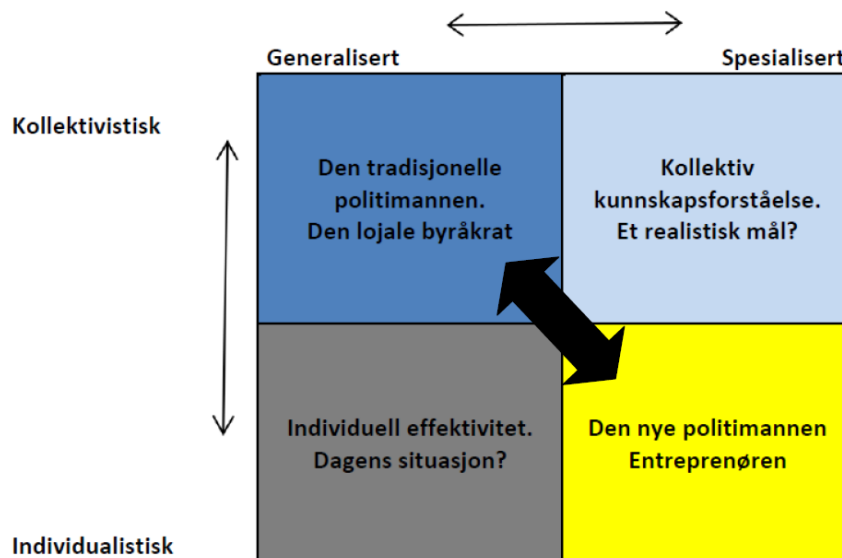 Generalisert Spesialisert
Kollektivistisk
Den tradisjonelle
politimannen.
Den lojale byråkrat
Kollektiv
kunnskapsforståelse.
Et realistisk mål?
Individuell effektivitet.
Dagens situasjon?
Den nye politimannen
Entreprenøren
Individualistisk